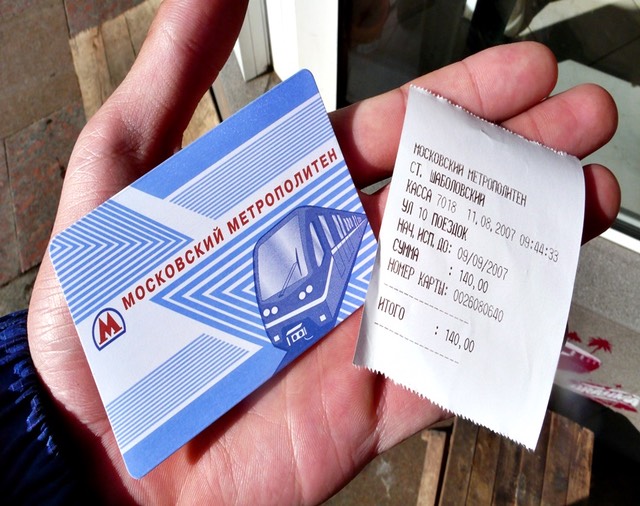 МОСКОВСКИЙ МЕТРОПОЛИТЕН
М
МОСКОВСКИЙ МЕТРОПОЛИТЕН
СТ. ШАБОЛОВСКИЙ
КАССА 7018 11,08,2007 09:44:33
УЛ 10 ПОЕЗДОК
НАЧ. ИСП. ДО: 09/09/2007
СУММА : 140,00
НОМЕР КАРТЫ: 0026080640
ИТОГО : 140,00